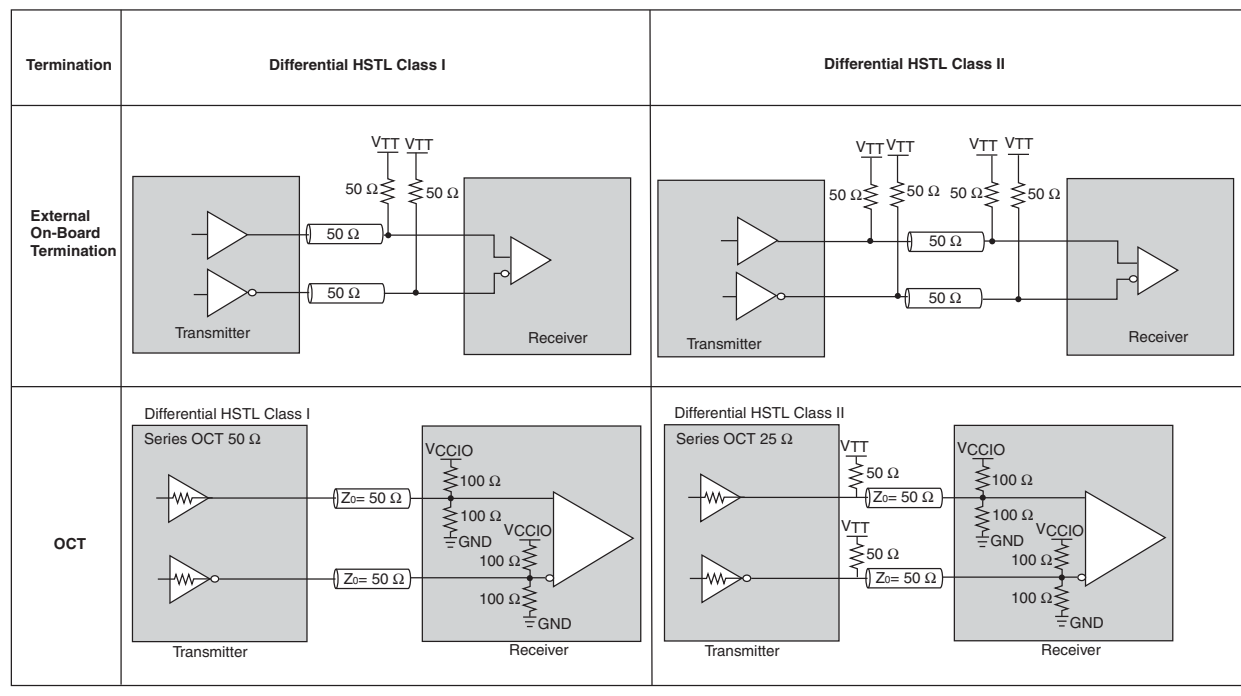 Termination
Differential HSTL Class I
Differential HSTL Class II
External
On-Board
Termination
VTT VTT
50 Ω 50 Ω
50 Ω
50 Ω
Transmitter
Receiver
VTT VTT VTT VTT
50 Ω 50 Ω 50 Ω 50 Ω
50 Ω
50 Ω
Transmitter
Receiver
OCT
Differential HSTL Class I
Series OCT 50 Ω
VCCIO
100 Ω
Z0= 50 Ω
100 Ω
VCCIO
GND
100 Ω
Z0= 50 Ω
100 Ω
GND
Transmitter
Receiver
Differential HSTL Class II
Series OCT 25 Ω
VTT
50 Ω
VCCIO
100 Ω
Z0= 50 Ω
100 Ω
VTT
VCCIO
GND
50 Ω
100 Ω
Z0= 50 Ω
100 Ω
GND
Transmitter
Receiver